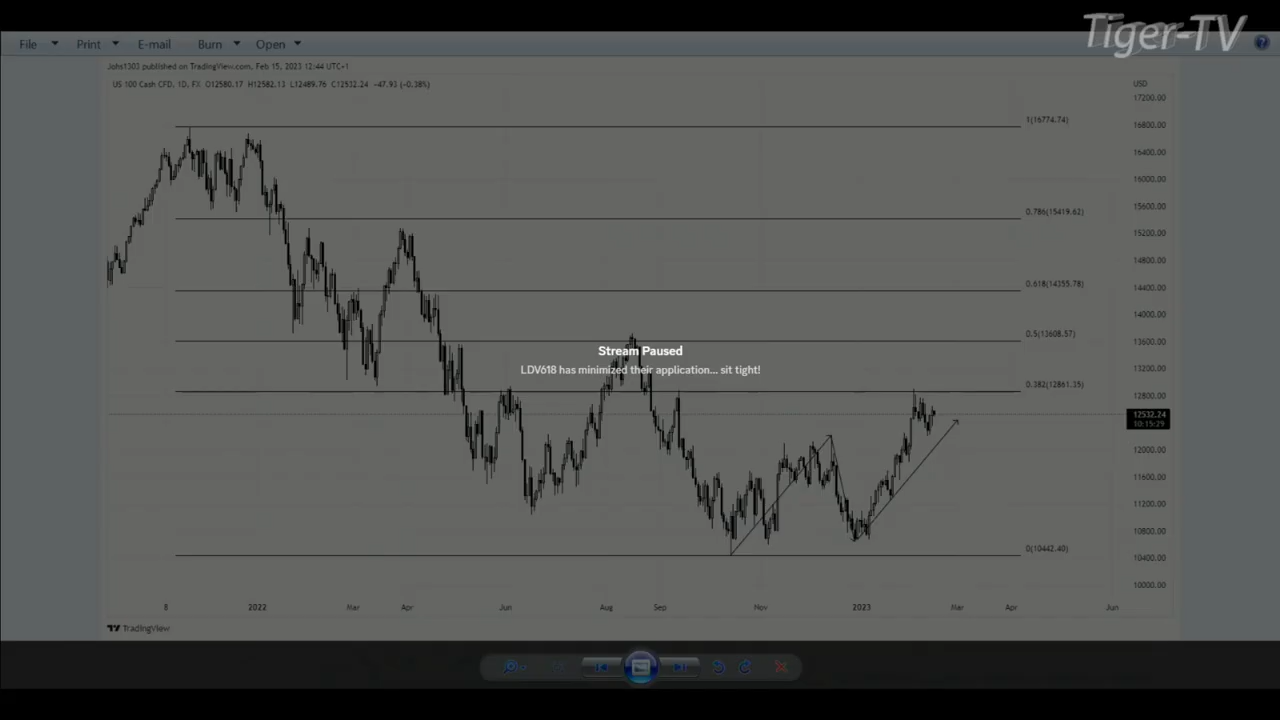 Tiger-TV
File Print E-mail Burn Open
Johs1303 published on TradingView.com, Feb 15, 2023 12:44 UTC+1
US 100 Cash CFD, 1D, FX O12580.17 H12582.13 L12489.76 C12532.24 -47.93 (-0.38%)
USD
17200.00
1(16774.74)
16800.00
16400.00
16000.00
15600.00
0.786(15419.62)
15200.00
14800.00
14400.00
0.618(14355.78)
14000.00
13600.00
0.5(13608.57)
Stream Paused
LDV618 has minimized their application... sit tight!
13200.00
0.382(12861.35)
12800.00
12532.24
10:15:29
12000.00
11600.00
11200.00
10800.00
0(10442.40)
10400.00
10000.00
8 2022 Mar Apr Jun Aug Sep Nov 2023 Mar Apr Jun
TradingView